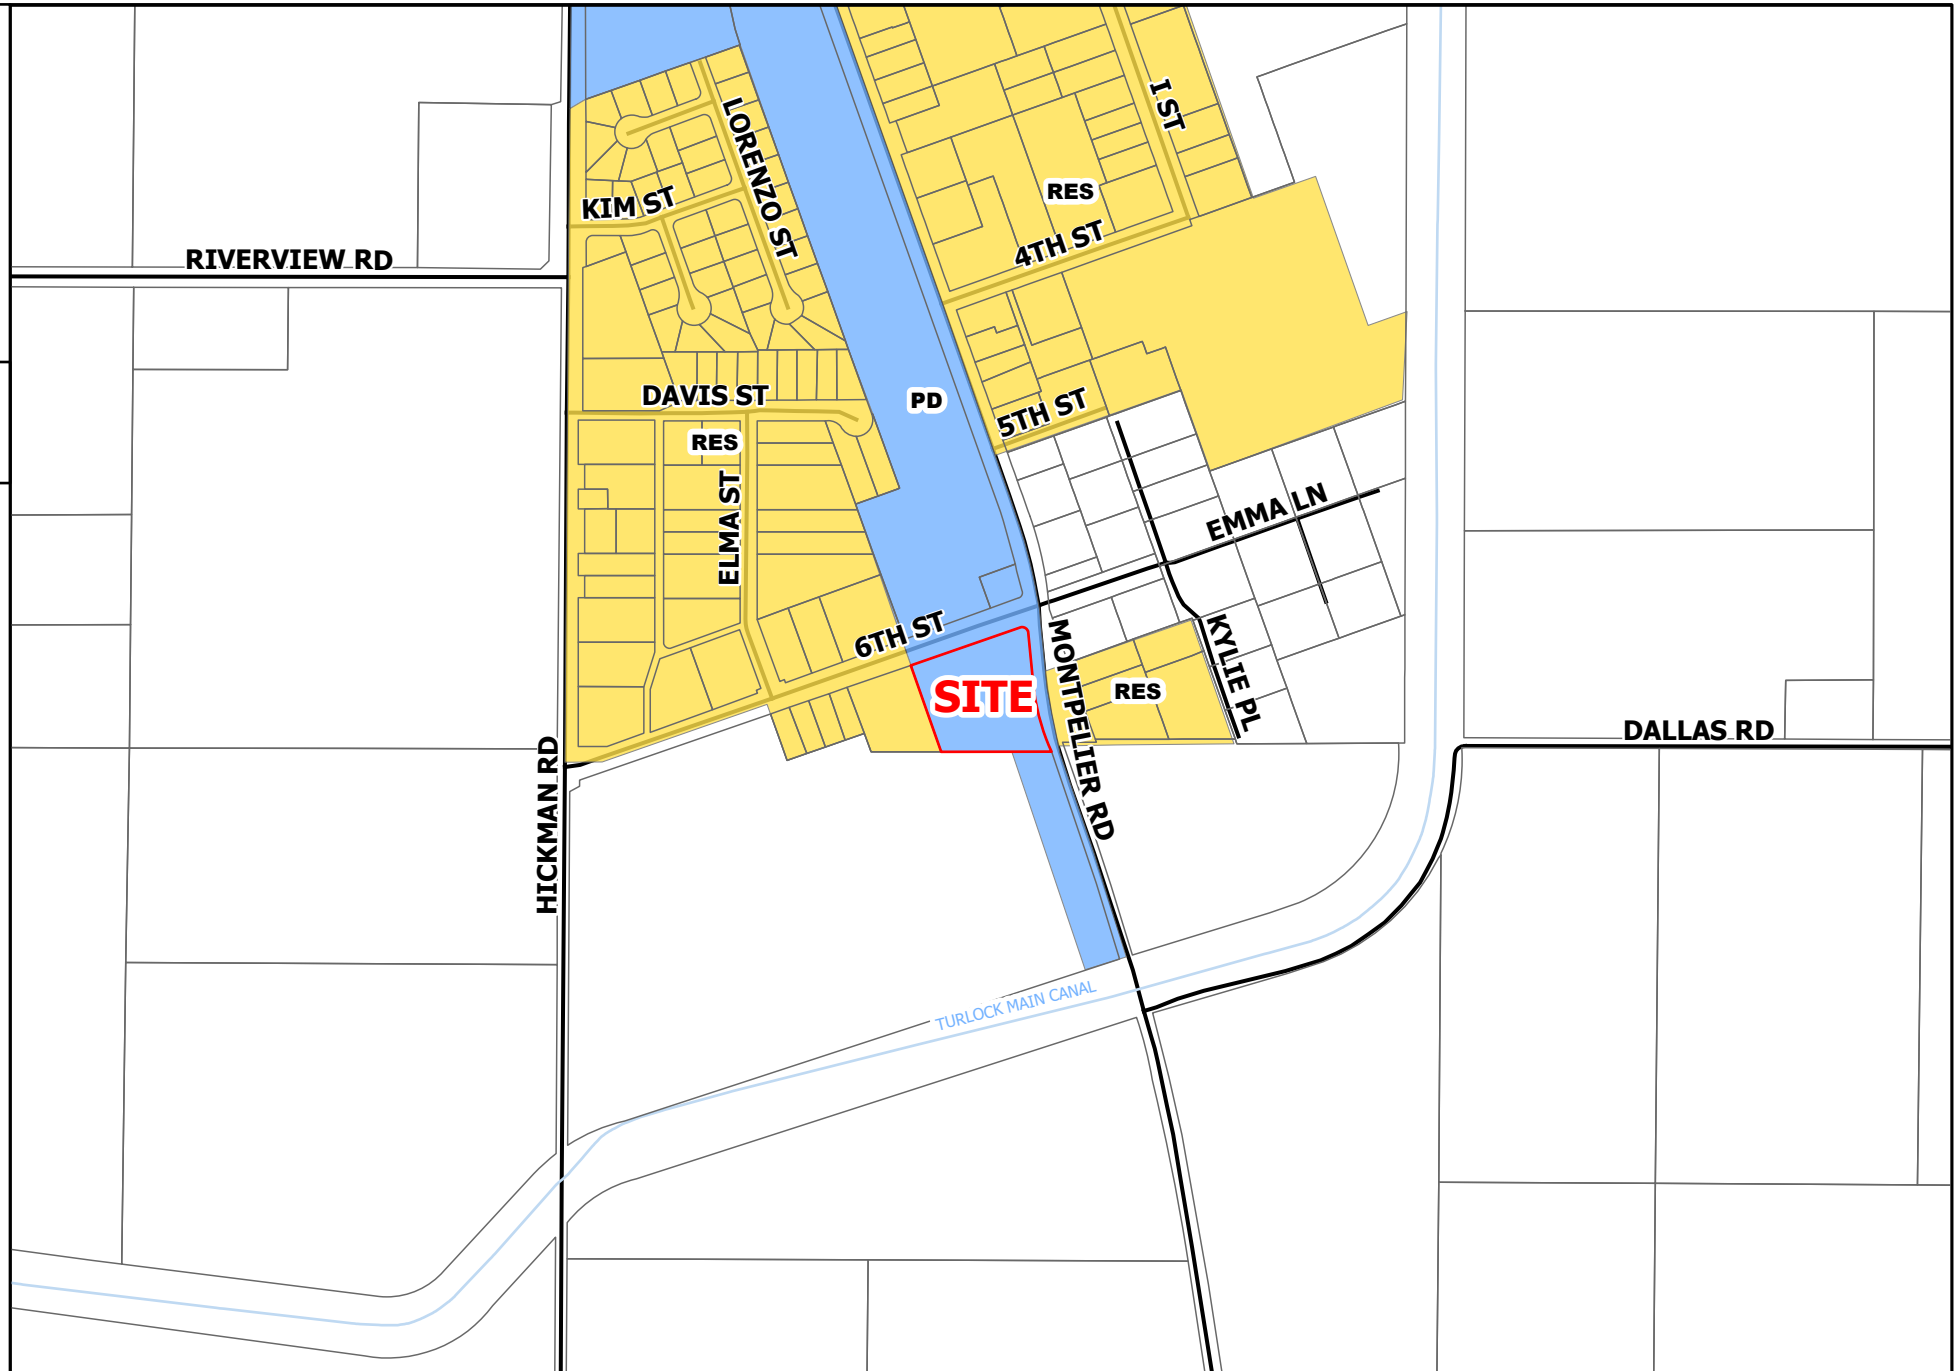 I ST
LORENZO ST
RES
KIM ST
4TH ST
RIVERVIEW RD
DAVIS ST
PD
5TH ST
RES
ELMA ST
EMMA LN
6TH ST
KYLIE PL
MONTPELIER RD
SITE
RES
DALLAS RD
HICKMAN RD
TURLOCK MAIN CANAL